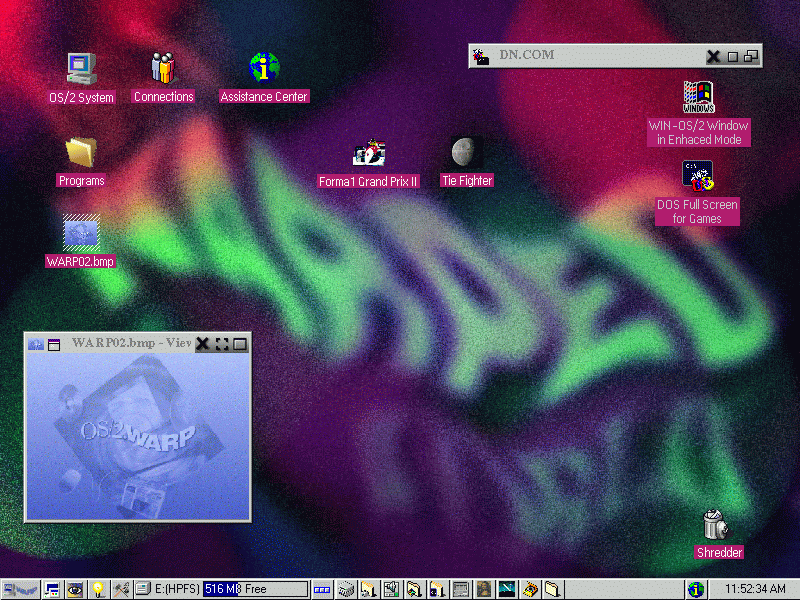 DN.COM
OS/2 System
Connections
Assistance Center
WINDOWS
WIN-OS/2 Window
in Enhaced Mode
Programs
Forma1 Grand Prix II
Tie Fighter
C:\
DOS Full Screen
for Games
WARP02.bmp
WARPED
WARP02.bmp - View
OS/2 WARP
Shredder
E:(HPFS) 516 MB Free
11:52:34 AM